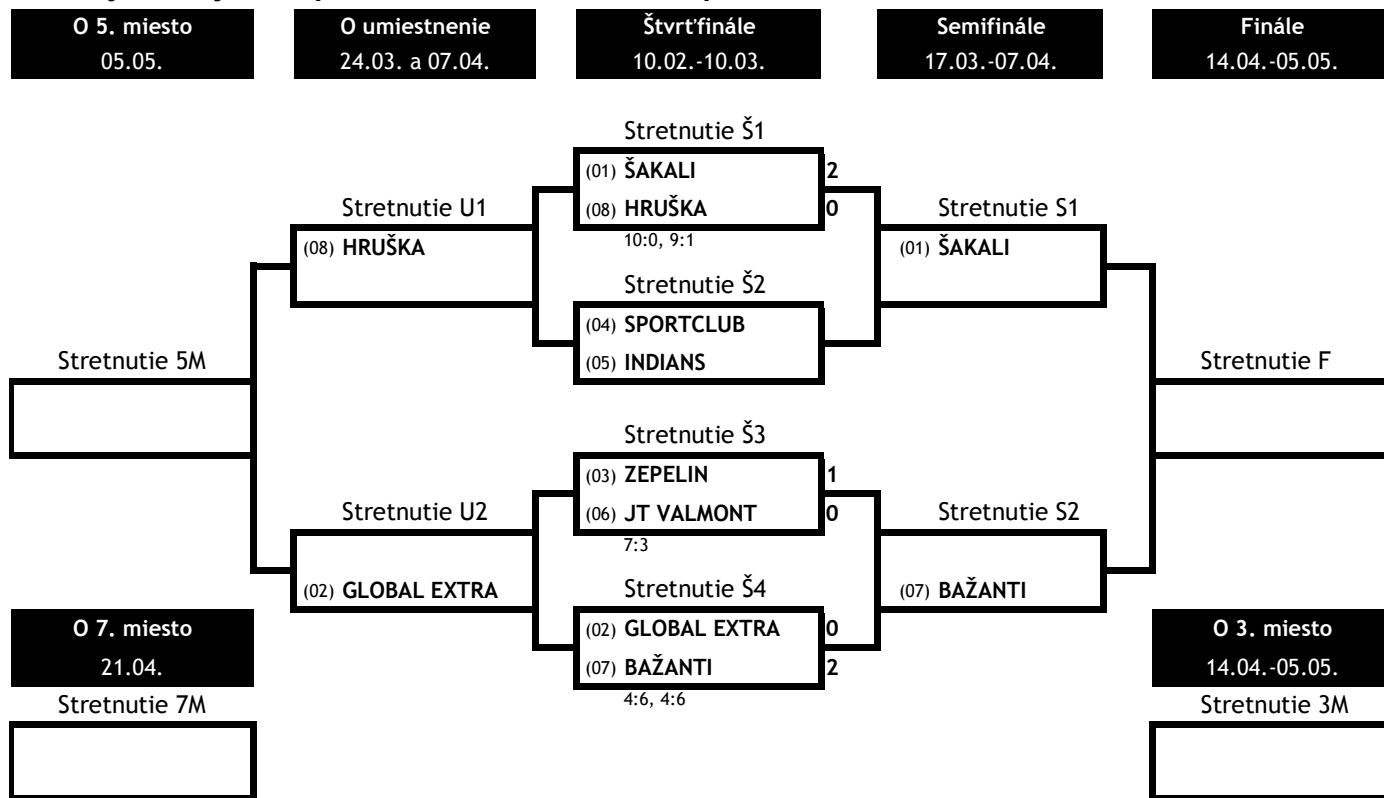 O 5. miesto
05.05.
O umiestnenie
24.03. a 07.04.
Štvrťfinále
10.02.-10.03.
Semifinále
17.03.-07.04.
Finále
14.04.-05.05.
Stretnutie Š1
(01) ŠAKALI 2
(08) HRUŠKA 0
10:0, 9:1
Stretnutie U1
(08) HRUŠKA
Stretnutie S1
(01) ŠAKALI
Stretnutie Š2
(04) SPORTCLUB
(05) INDIANS
Stretnutie 5M
Stretnutie F
Stretnutie Š3
(03) ZEPELIN 1
(06) JT VALMONT 0
7:3
Stretnutie U2
(02) GLOBAL EXTRA
Stretnutie S2
(07) BAŽANTI
Stretnutie Š4
(02) GLOBAL EXTRA 0
(07) BAŽANTI 2
4:6, 4:6
O 7. miesto
21.04.
Stretnutie 7M
O 3. miesto
14.04.-05.05.
Stretnutie 3M